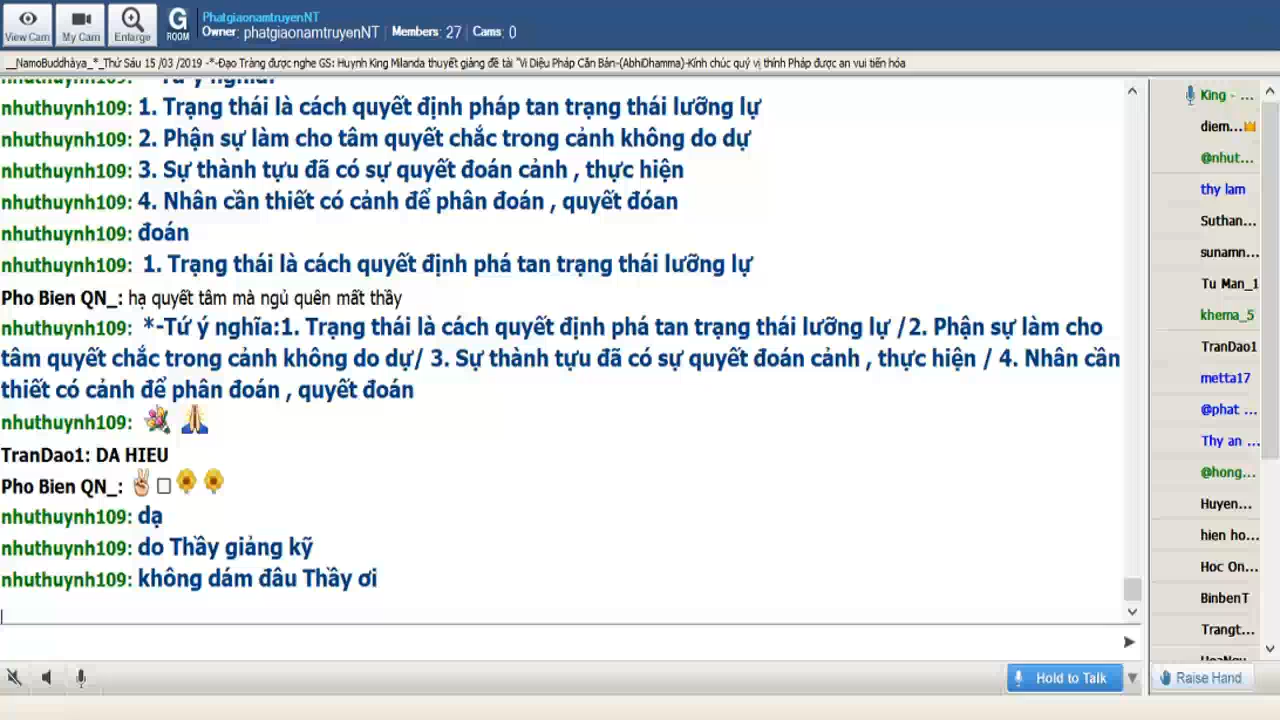 PhatgiaonamtruyenNT
Owner: phatgiaonamtruyenNT | Members: 27 | Cams: 0
View Cam My Cam Enlarge G ROOM
__NamoBuddhàya_*_Thứ Sáu 15 /03 /2019 -*-Đạo Tràng được nghe GS: Huynh King Milanda thuyết giảng đề tài "Vi Diệu Pháp Căn Bản-(AbhiDhamma)-Kính chúc quý vị thính Pháp được an vui tiến hóa
nhuthuynh109: 1. Trạng thái là cách quyết định pháp tan trạng thái lưỡng lự
nhuthuynh109: 2. Phận sự làm cho tâm quyết chắc trong cảnh không do dự
nhuthuynh109: 3. Sự thành tựu đã có sự quyết đoán cảnh , thực hiện
nhuthuynh109: 4. Nhân cần thiết có cảnh để phân đoán , quyết đóan
nhuthuynh109: đoán
nhuthuynh109: 1. Trạng thái là cách quyết định phá tan trạng thái lưỡng lự
Pho Bien QN_: hạ quyết tâm mà ngủ quên mất thầy
nhuthuynh109: *-Tứ ý nghĩa:1. Trạng thái là cách quyết định phá tan trạng thái lưỡng lự /2. Phận sự làm cho
tâm quyết chắc trong cảnh không do dự/ 3. Sự thành tựu đã có sự quyết đoán cảnh , thực hiện / 4. Nhân cần
thiết có cảnh để phân đoán , quyết đoán
nhuthuynh109:
TranDao1: DA HIEU
Pho Bien QN_:
nhuthuynh109: dạ
nhuthuynh109: do Thầy giảng kỹ
nhuthuynh109: không dám đâu Thầy ơi
King - ...
diem...
@nhut...
thy lam
Suthan...
sunamn...
Tu Man_1
khema_5
TranDao1
metta17
@phat ...
Thy an ...
@hong...
Huyen...
hien ho...
Hoc On...
BinbenT
Trangt...
Hold to Talk
Raise Hand